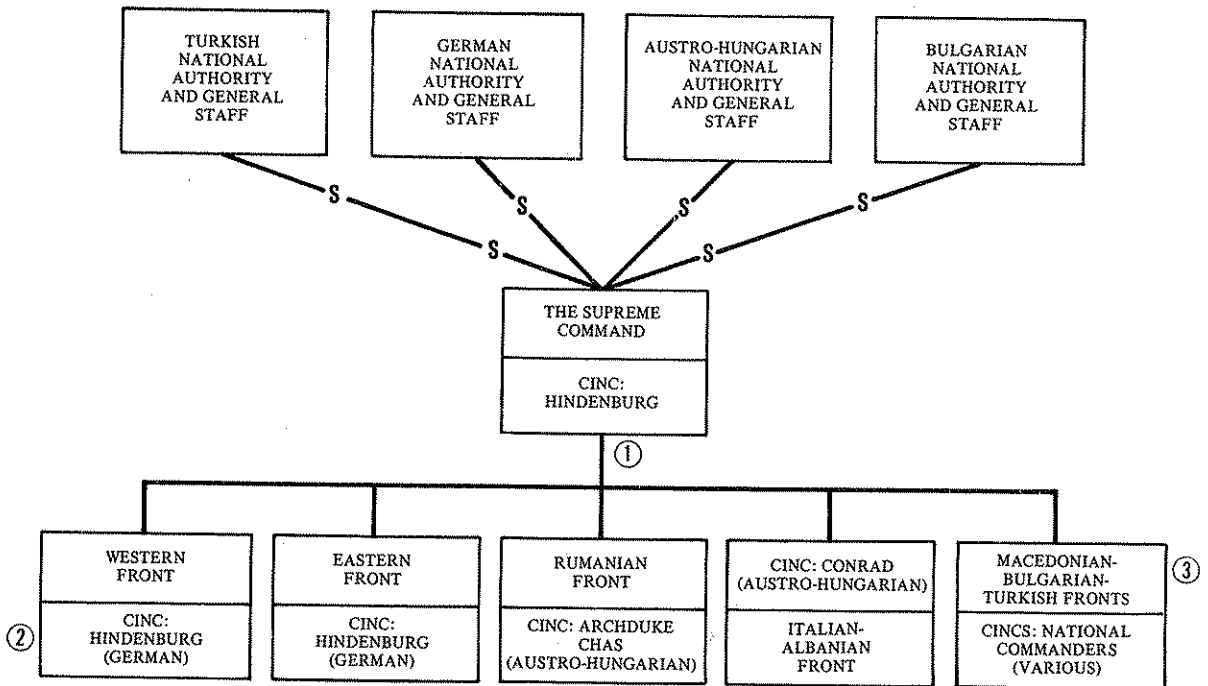 TURKISH
NATIONAL
AUTHORITY
AND GENERAL
STAFF
GERMAN
NATIONAL
AUTHORITY
AND GENERAL
STAFF
AUSTRO-HUNGARIAN
NATIONAL
AUTHORITY
AND GENERAL
STAFF
BULGARIAN
NATIONAL
AUTHORITY
AND GENERAL
STAFF
S
S
S
S
S
S
THE SUPREME
COMMAND
CINC:
HINDENBURG
①
WESTERN
FRONT
② CINC:
HINDENBURG
(GERMAN)
EASTERN
FRONT
CINC:
HINDENBURG
(GERMAN)
RUMANIAN
FRONT
CINC: ARCHDUKE
CHAS
(AUSTRO-HUNGARIAN)
CINC: CONRAD
(AUSTRO-HUNGARIAN)
ITALIAN-
ALBANIAN
FRONT
MACEDONIAN-
BULGARIAN-
TURKISH FRONTS
③
CINCS: NATIONAL
COMMANDERS
(VARIOUS)